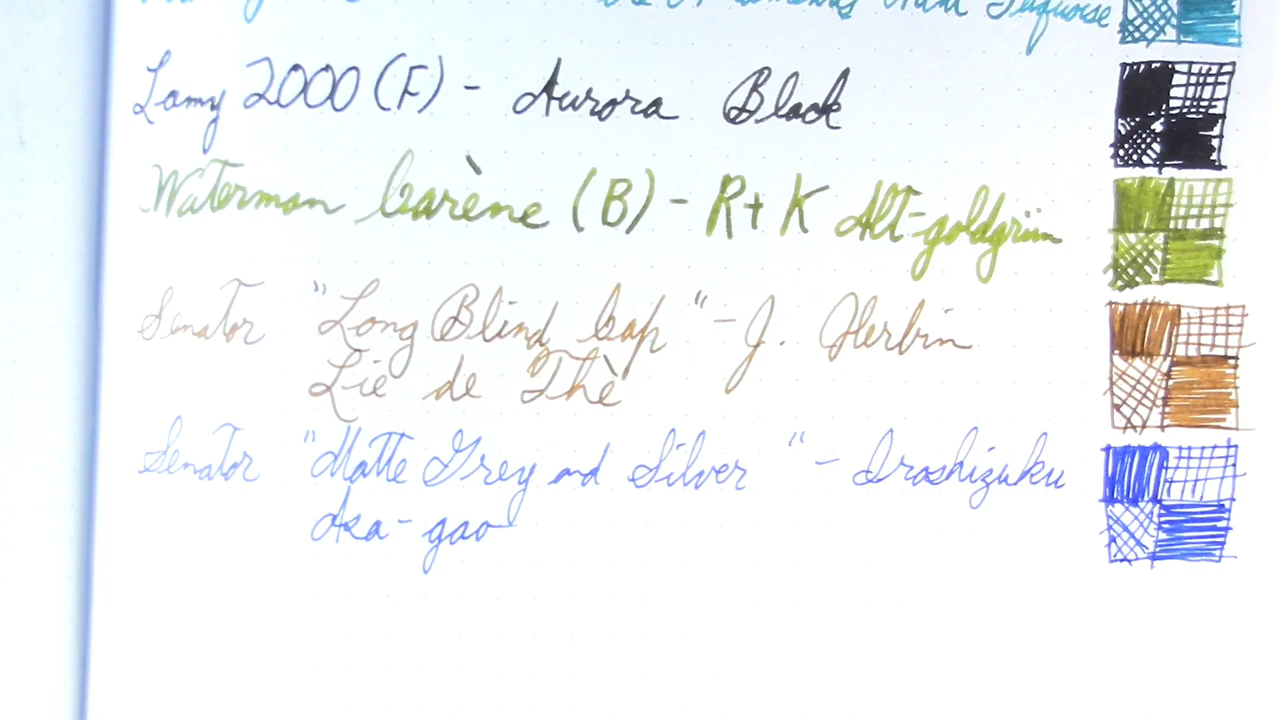 Turquoise
Lamy 2000 (F) - Aurora Black
Waterman Carène (B) - R+K Alt-goldgrün
Senator "Long Blind Cap" - J. Herbin
Lie de Thè
Senator "Matte Grey and Silver" - Iroshizuku
Asa-gao